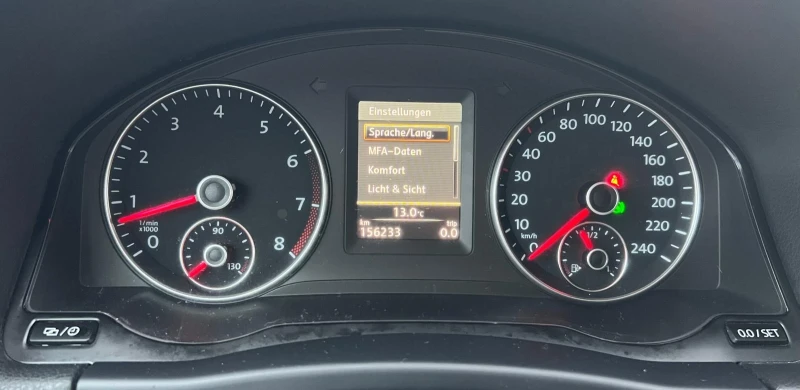 0
1
2
3
4
5
6
7
8
1/min
x1000
90
130
Einstellungen
Sprache/Lang.
MFA-Daten
Komfort
Licht & Sicht
13.0°C
km trip
156233 0.0
0
10
20
30
40
60
80
100
120
140
160
180
200
220
240
km/h
1/2
0.0 / SET